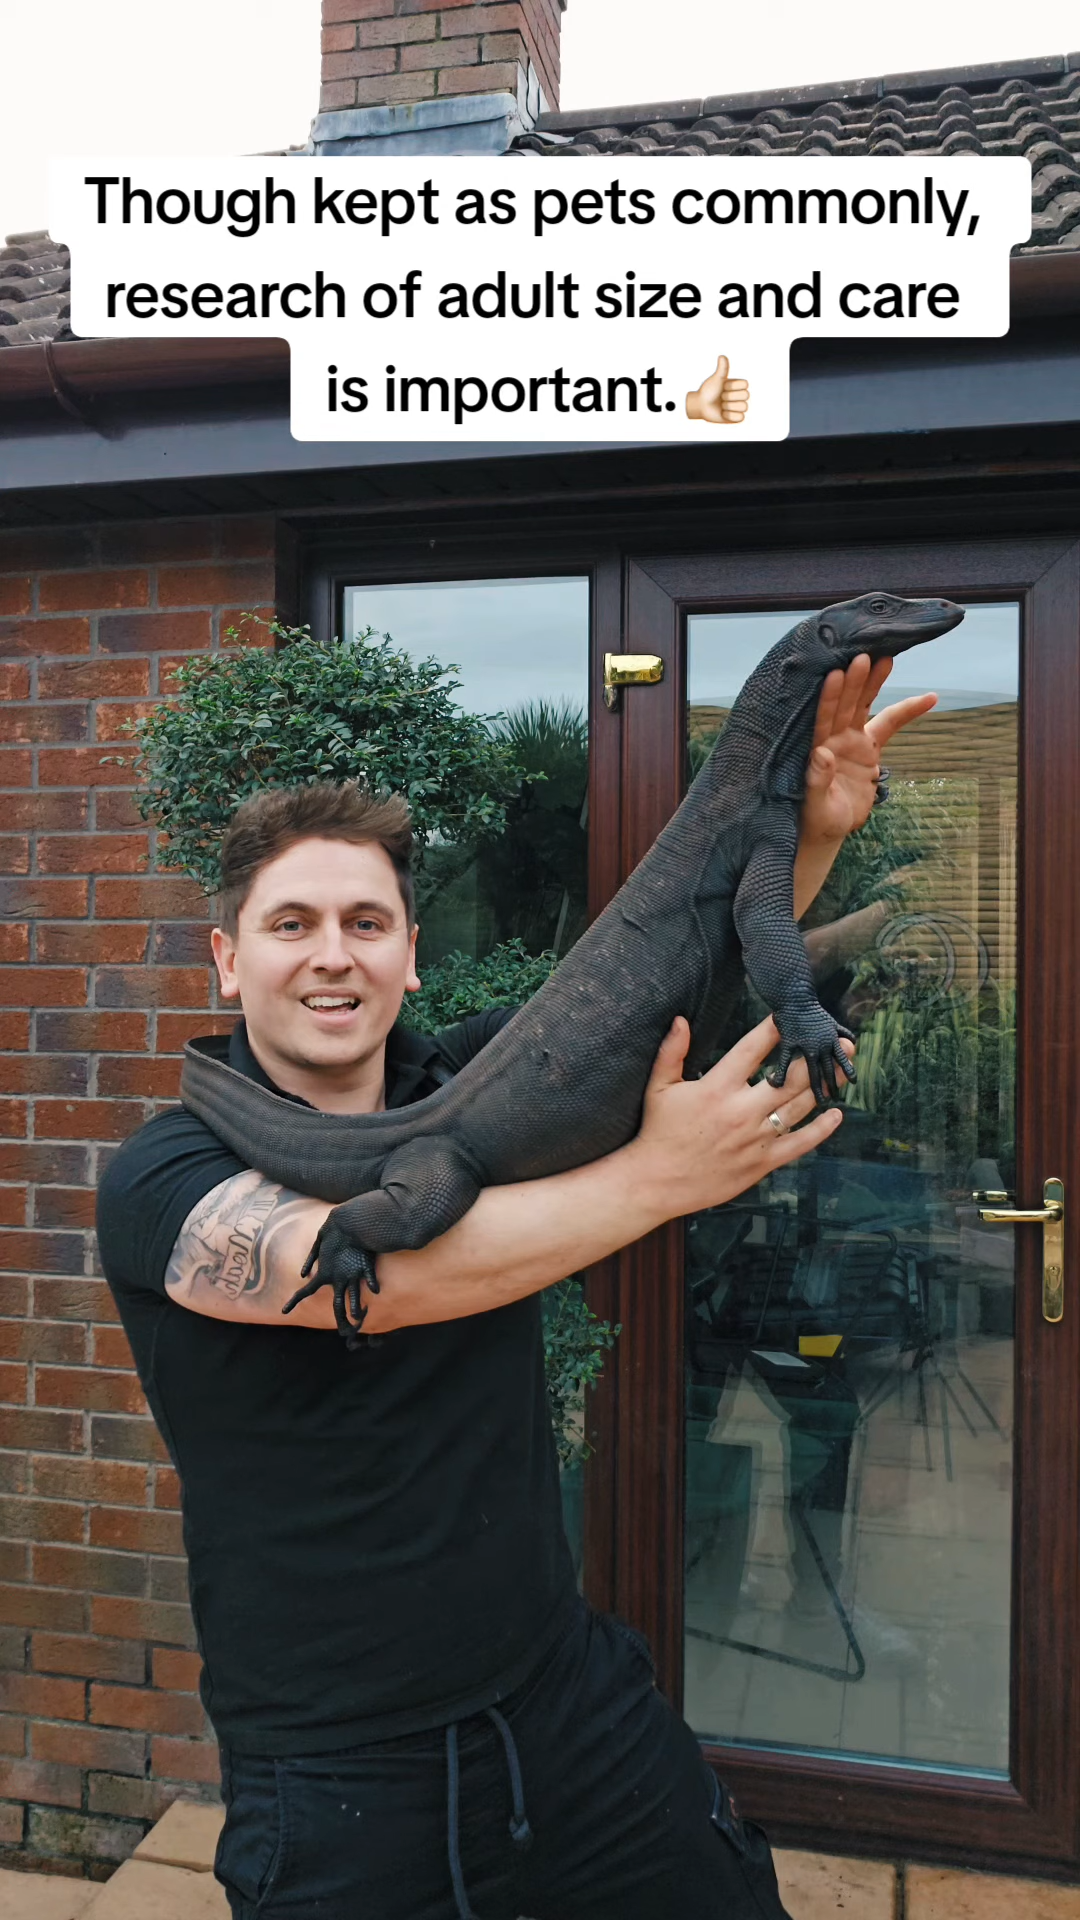 Though kept as pets commonly,
research of adult size and care
is important.👍🏻